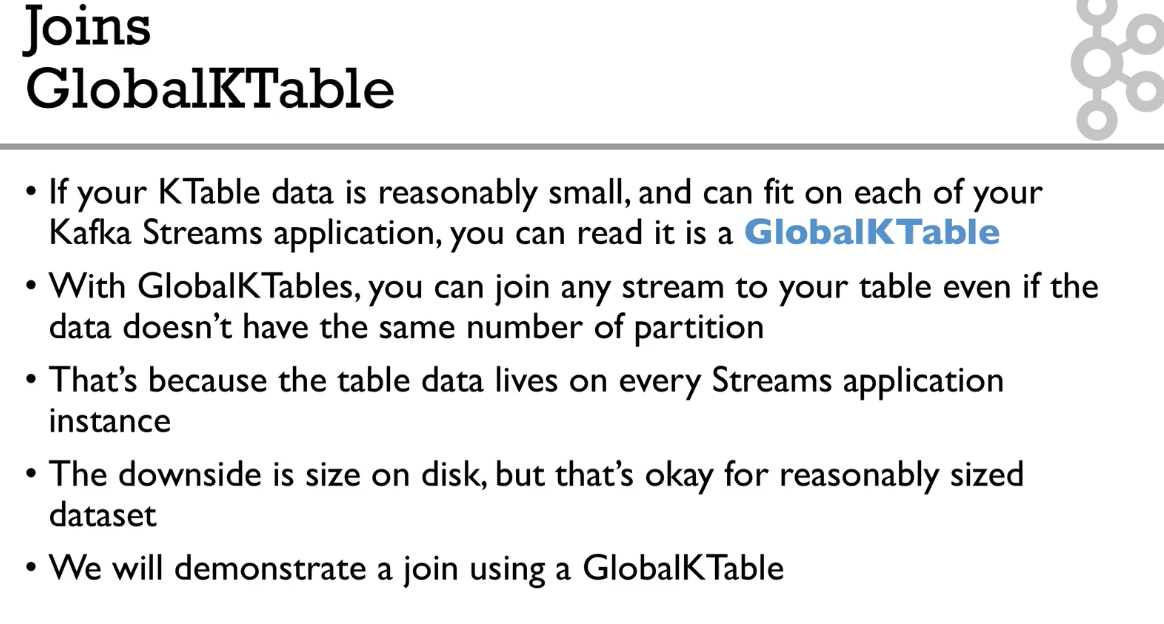 Joins
GlobalKTable
• If your KTable data is reasonably small, and can fit on each of your
Kafka Streams application, you can read it is a GlobalKTable
• With GlobalKTables, you can join any stream to your table even if the
data doesn't have the same number of partition
• That's because the table data lives on every Streams application
instance
• The downside is size on disk, but that's okay for reasonably sized
dataset
• We will demonstrate a join using a GlobalKTable